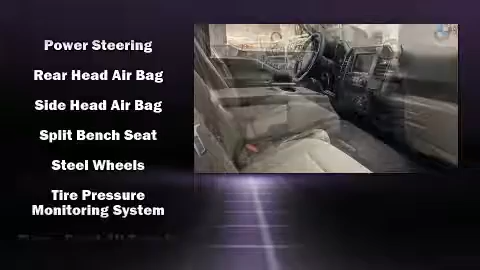 Power Steering
Rear Head Air Bag
Side Head Air Bag
Split Bench Seat
Steel Wheels
Tire Pressure
Monitoring System